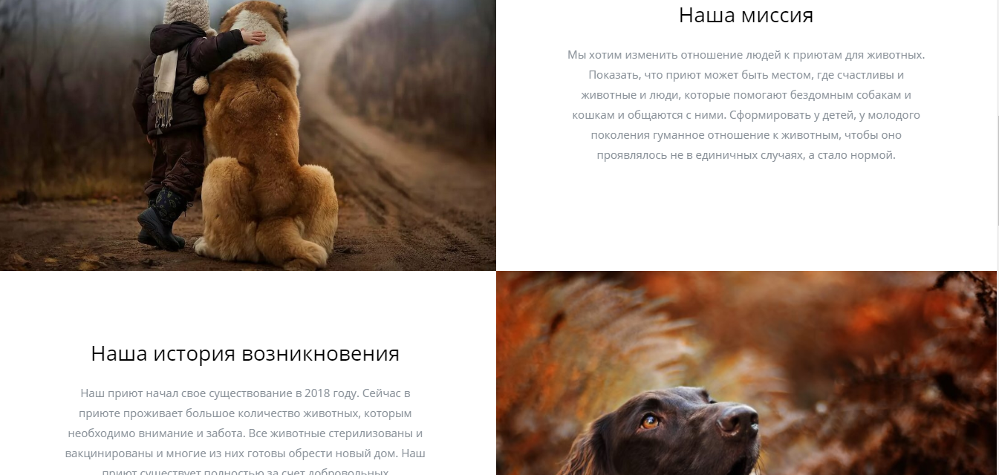 Наша миссия
Мы хотим изменить отношение людей к приютам для животных.
Показать, что приют может быть местом, где счастливы и
животные и люди, которые помогают бездомным собакам и
кошкам и общаются с ними. Сформировать у детей, у молодого
поколения гуманное отношение к животным, чтобы оно
проявлялось не в единичных случаях, а стало нормой.
Наша история возникновения
Наш приют начал свое существование в 2018 году. Сейчас в
приюте проживает большое количество животных, которым
необходимо внимание и забота. Все животные стерилизованы и
вакцинированы и многие из них готовы обрести новый дом. Наш
приют существует полностью за счет добровольных